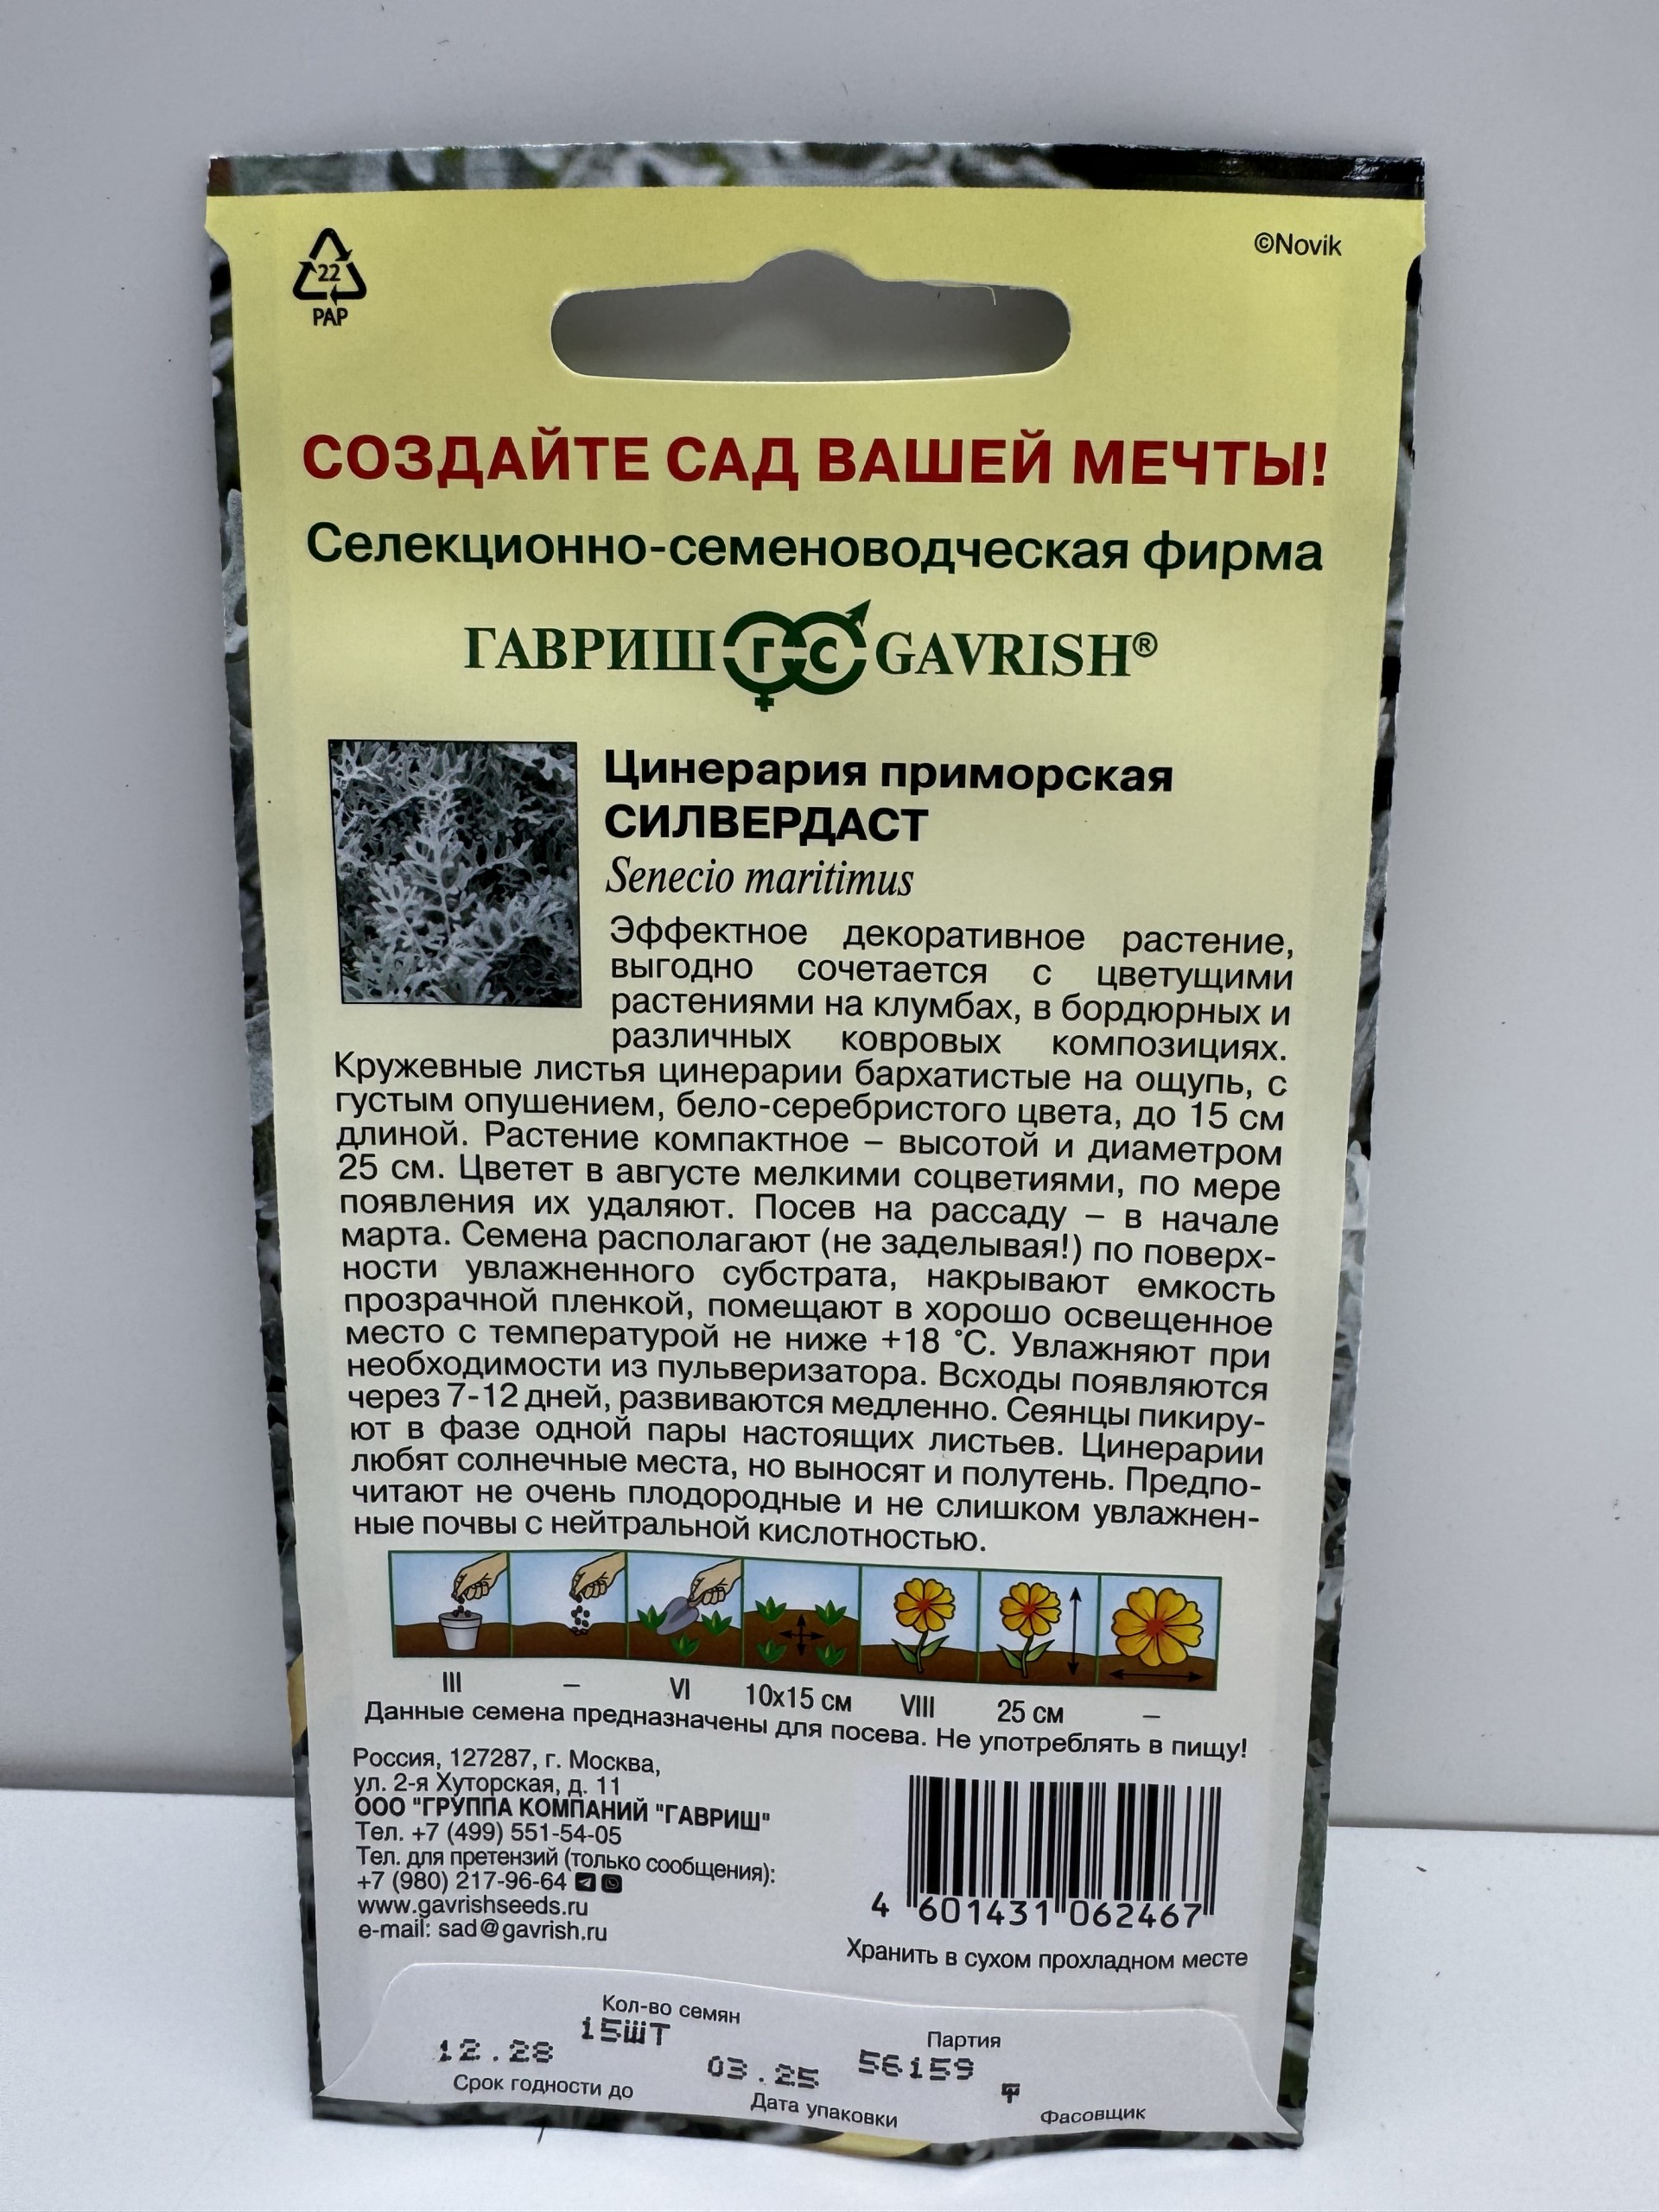 ©Novik
22
PAP
СОЗДАЙТЕ САД ВАШЕЙ МЕЧТЫ!
Селекционно-семеноводческая фирма
ГАВРИШ ГС GAVRISH®
Цинерария приморская
СИЛВЕРДАСТ
Senecio maritimus
Эффектное декоративное растение,
выгодно сочетается с цветущими
растениями на клумбах, в бордюрных и
различных ковровых композициях.
Кружевные листья цинерарии бархатистые на ощупь, с
густым опушением, бело-серебристого цвета, до 15 см
длиной. Растение компактное – высотой и диаметром
25 см. Цветет в августе мелкими соцветиями, по мере
появления их удаляют. Посев на рассаду – в начале
марта. Семена располагают (не заделывая!) по поверх-
ности увлажненного субстрата, накрывают емкость
прозрачной пленкой, помещают в хорошо освещенное
место с температурой не ниже +18 °С. Увлажняют при
необходимости из пульверизатора. Всходы появляются
через 7-12 дней, развиваются медленно. Сеянцы пикиру-
ют в фазе одной пары настоящих листьев. Цинерарии
любят солнечные места, но выносят и полутень. Предпо-
читают не очень плодородные и не слишком увлажнен-
ные почвы с нейтральной кислотностью.
III – VI 10x15 см VIII 25 см –
Данные семена предназначены для посева. Не употреблять в пищу!
Россия, 127287, г. Москва,
ул. 2-я Хуторская, д. 11
ООО "ГРУППА КОМПАНИЙ "ГАВРИШ"
Тел. +7 (499) 551-54-05
Тел. для претензий (только сообщения):
+7 (980) 217-96-64
www.gavrishseeds.ru
e-mail: sad@gavrish.ru
4 601431 062467
Хранить в сухом прохладном месте
Кол-во семян
15ШТ
Партия
12.28
03.25
56159
Срок годности до
Дата упаковки
Фасовщик